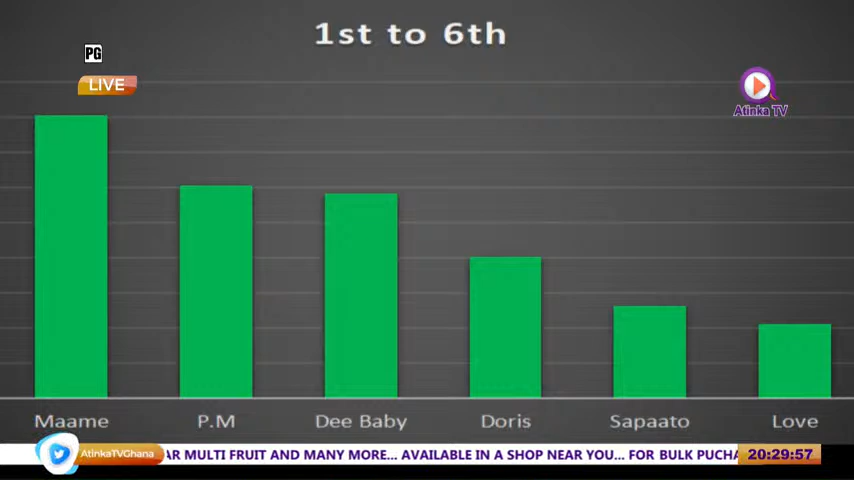 1st to 6th
PG
LIVE
Atinka TV
Maame P.M Dee Baby Doris Sapaato Love
AtinkaTVGhana AR MULTI FRUIT AND MANY MORE... AVAILABLE IN A SHOP NEAR YOU... FOR BULK PUCHA 20:29:57